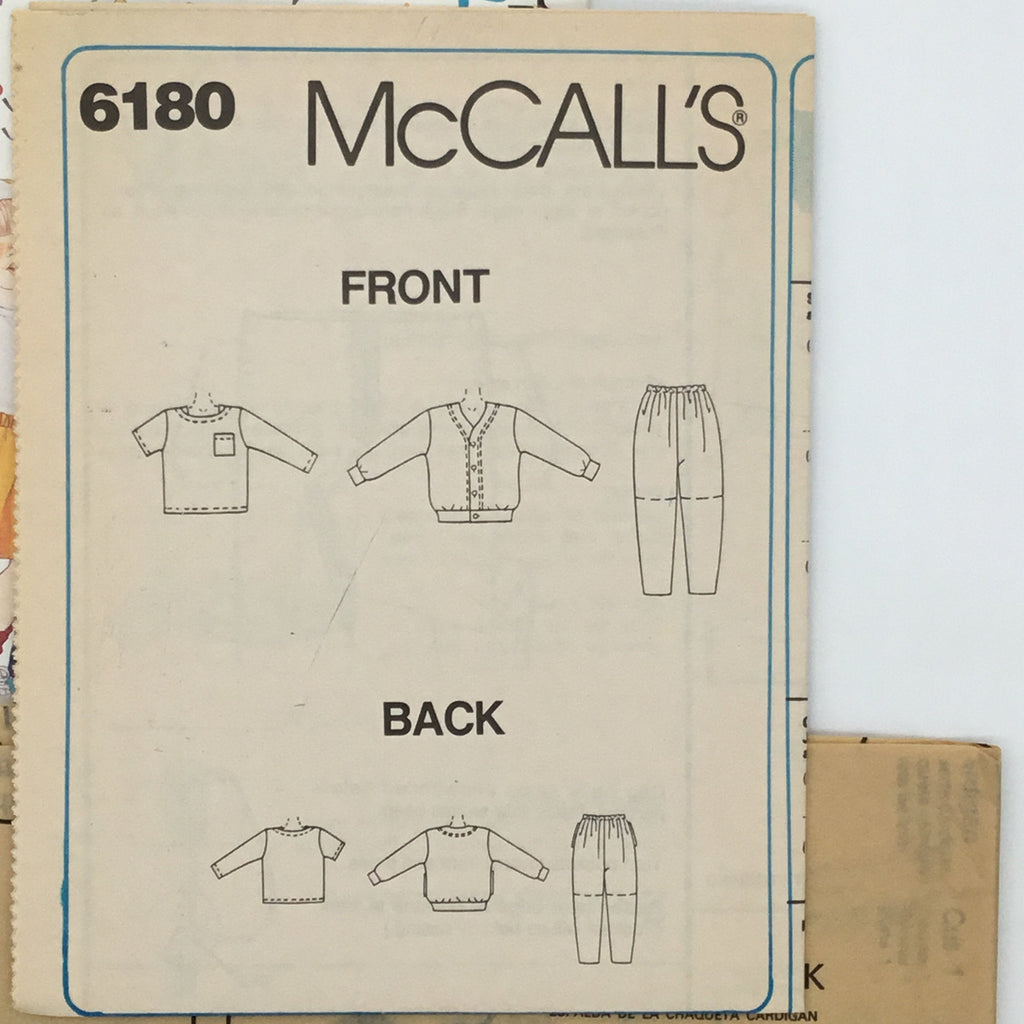 6180 McCALL'S®
FRONT
BACK
K
ESPALDA DE LA CHAQUETA CARDIGAN